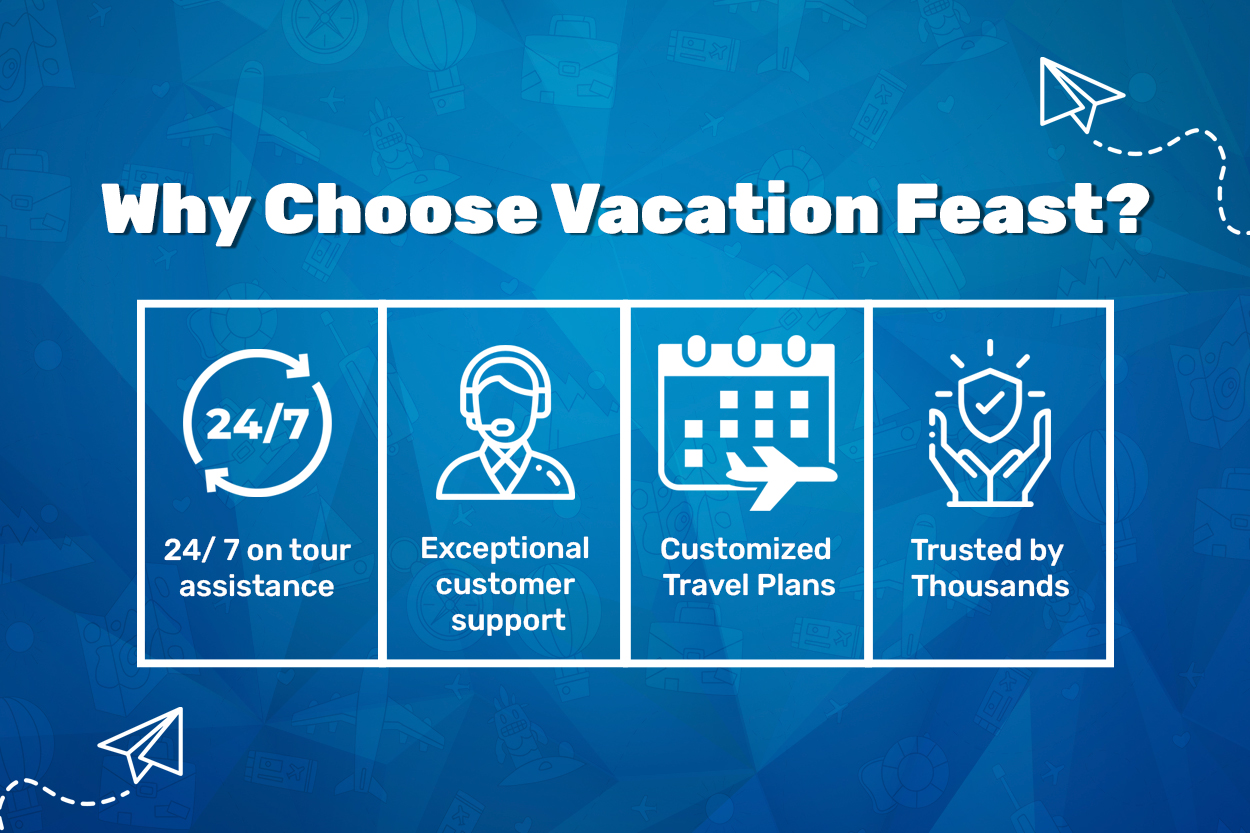 Why Choose Vacation Feast?
24/7
24/ 7 on tour
assistance
Exceptional
customer
support
Customized
Travel Plans
Trusted by
Thousands